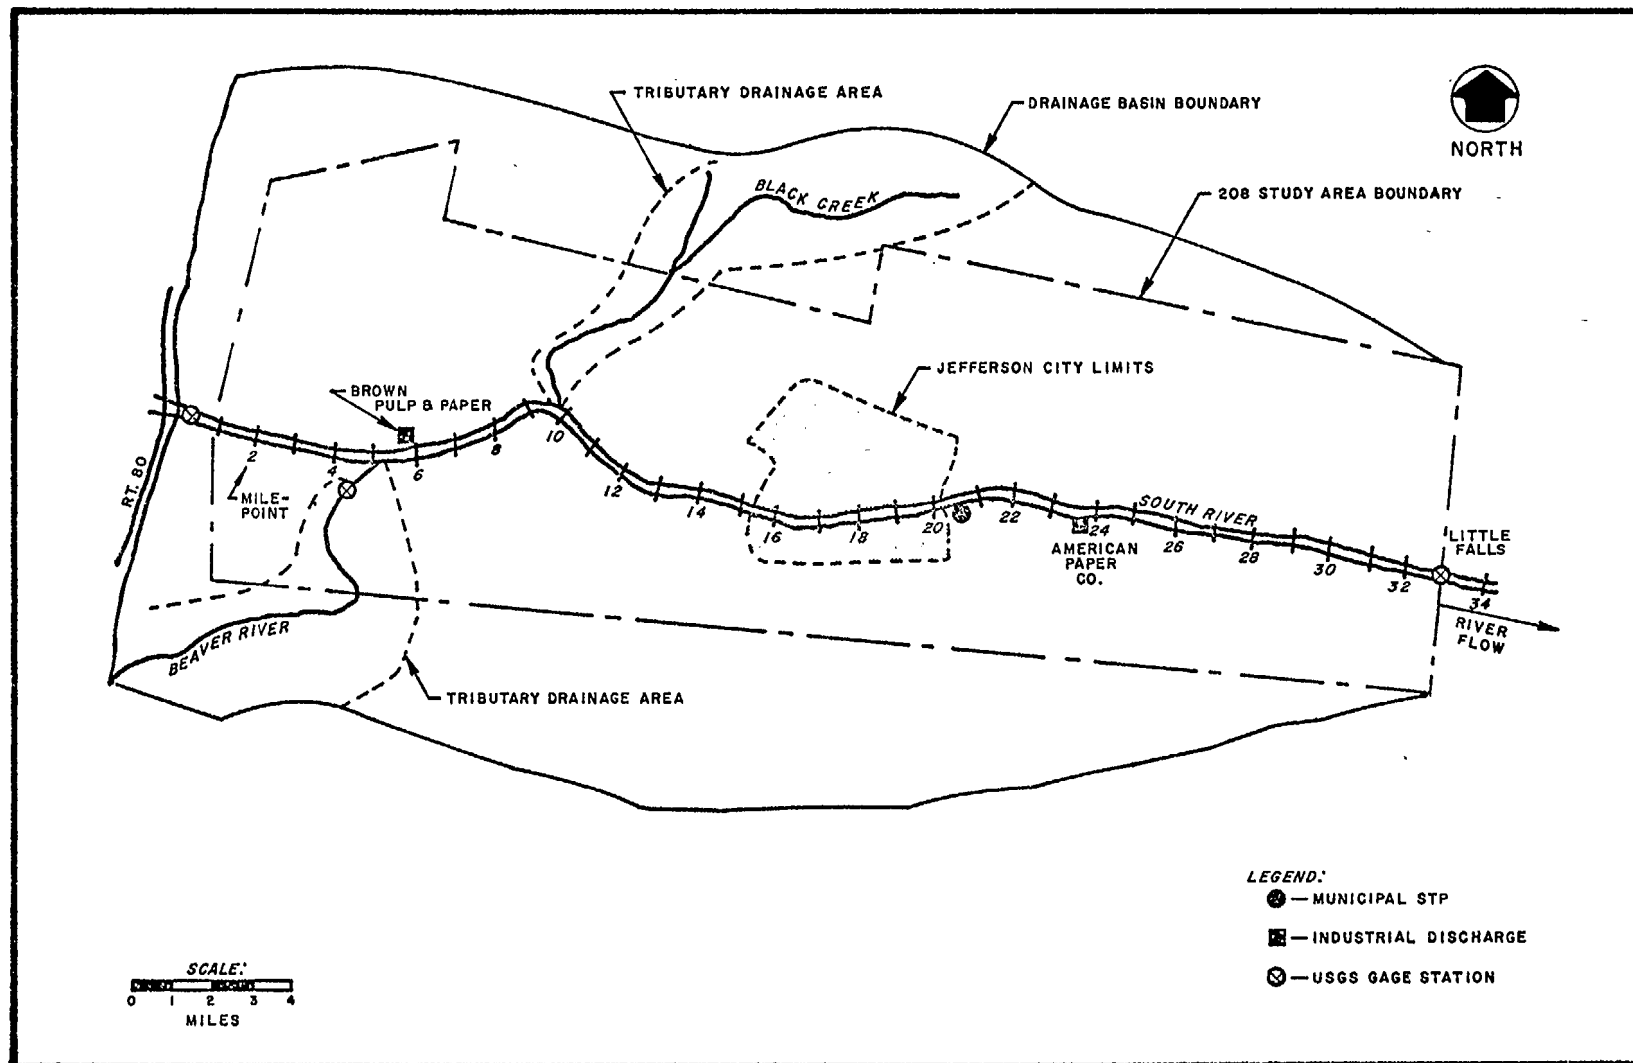 TRIBUTARY DRAINAGE AREA
DRAINAGE BASIN BOUNDARY
NORTH
BLACK CREEK
208 STUDY AREA BOUNDARY
JEFFERSON CITY LIMITS
BROWN
PULP & PAPER
RT. 80
2
4
6
8
10
12
14
16
18
20
22
24
26
28
30
32
34
MILE-
POINT
SOUTH RIVER
LITTLE
FALLS
AMERICAN
PAPER
CO.
RIVER
FLOW
BEAVER RIVER
TRIBUTARY DRAINAGE AREA
LEGEND:
— MUNICIPAL STP
— INDUSTRIAL DISCHARGE
— USGS GAGE STATION
SCALE:
0 1 2 3 4
MILES